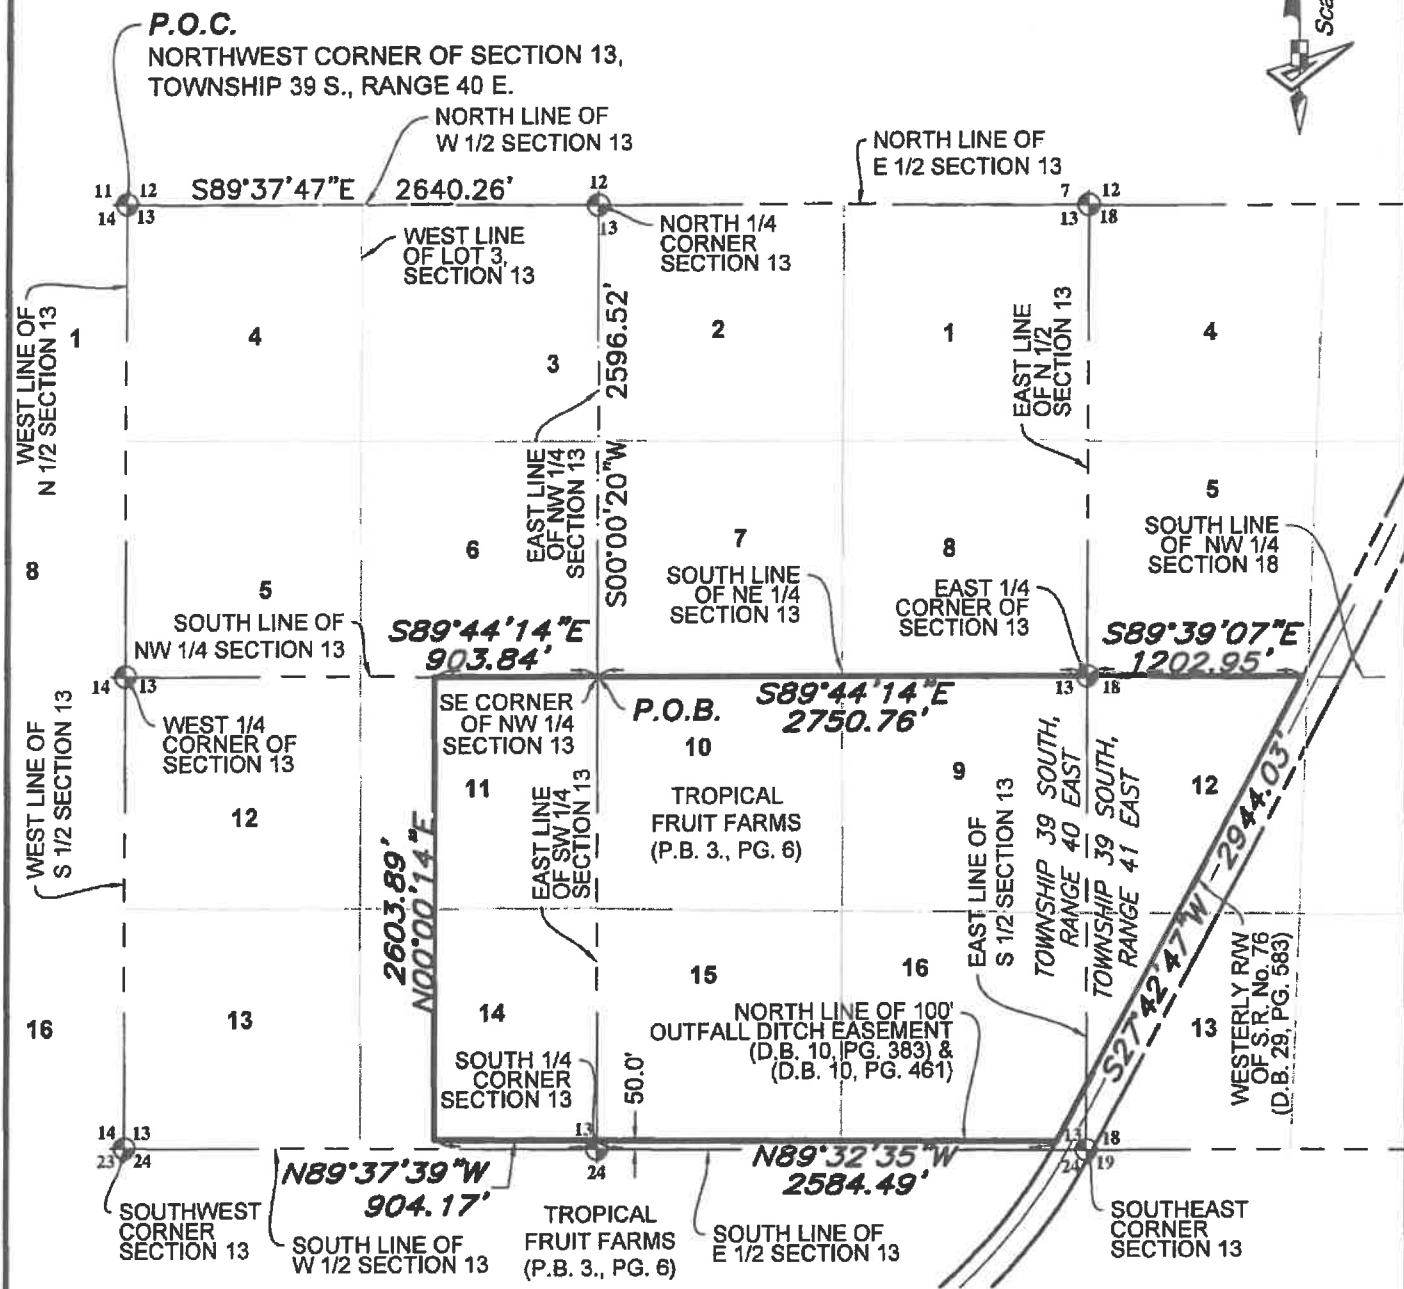 P.O.C.
NORTHWEST CORNER OF SECTION 13,
TOWNSHIP 39 S., RANGE 40 E.
NORTH LINE OF
W 1/2 SECTION 13
NORTH LINE OF
E 1/2 SECTION 13
11 12
14 13
S89°37'47"E 2640.26'
12
13
7 12
13 18
WEST LINE
OF LOT 3,
SECTION 13
NORTH 1/4
CORNER
SECTION 13
WEST LINE OF
N 1/2 SECTION 13
1
4
3
2596.52'
2
1
EAST LINE
OF N 1/2
SECTION 13
4
EAST LINE
OF NW 1/4
SECTION 13
S00°00'20"W
5
SOUTH LINE
OF NW 1/4
SECTION 18
8
5
6
7
8
SOUTH LINE
OF NE 1/4
SECTION 13
EAST 1/4
CORNER OF
SECTION 13
SOUTH LINE OF
NW 1/4 SECTION 13
S89°44'14"E
903.84'
S89°39'07"E
1202.95'
14 13
13 18
SE CORNER
OF NW 1/4
SECTION 13
P.O.B.
S89°44'14"E
2750.76'
WEST 1/4
CORNER OF
SECTION 13
WEST LINE OF
S 1/2 SECTION 13
12
11
10
9
12
TROPICAL
FRUIT FARMS
(P.B. 3., PG. 6)
EAST LINE
OF SW 1/4
SECTION 13
EAST LINE OF
S 1/2 SECTION 13
TOWNSHIP 39 SOUTH,
RANGE 40 EAST
TOWNSHIP 39 SOUTH,
RANGE 41 EAST
2603.89'
N00°00'14"E
S27°42'47"W 2944.03'
WESTERLY R/W
OF S.R. No. 76
(D.B. 29, PG. 583)
16
13
14
15
16
13
NORTH LINE OF 100'
OUTFALL DITCH EASEMENT
(D.B. 10, PG. 383) &
(D.B. 10, PG. 461)
SOUTH 1/4
CORNER
SECTION 13
50.0'
14 13
23 24
13
24
13 18
24 19
N89°37'39"W
904.17'
N89°32'35"W
2584.49'
SOUTHWEST
CORNER
SECTION 13
SOUTH LINE OF
W 1/2 SECTION 13
TROPICAL
FRUIT FARMS
(P.B. 3., PG. 6)
SOUTH LINE OF
E 1/2 SECTION 13
SOUTHEAST
CORNER
SECTION 13